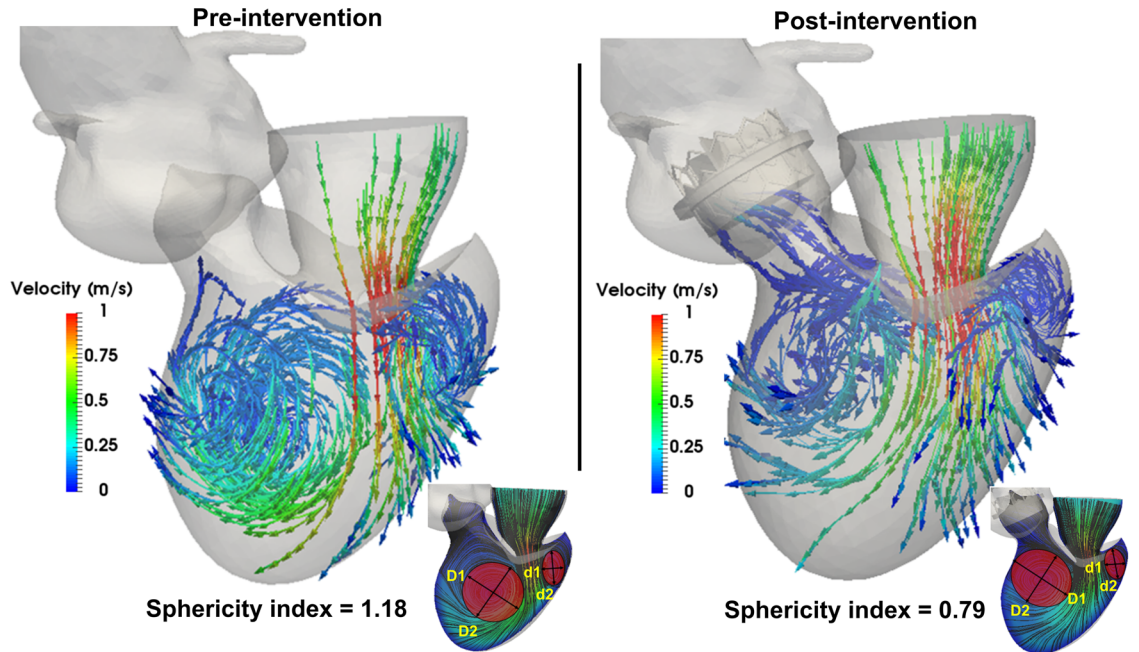 Pre-intervention
Post-intervention
Velocity (m/s)
1
0.75
0.5
0.25
0
Velocity (m/s)
1
0.75
0.5
0.25
0
D1
d1
d2
D2
d1
D1
d2
D2
Sphericity index = 1.18
Sphericity index = 0.79